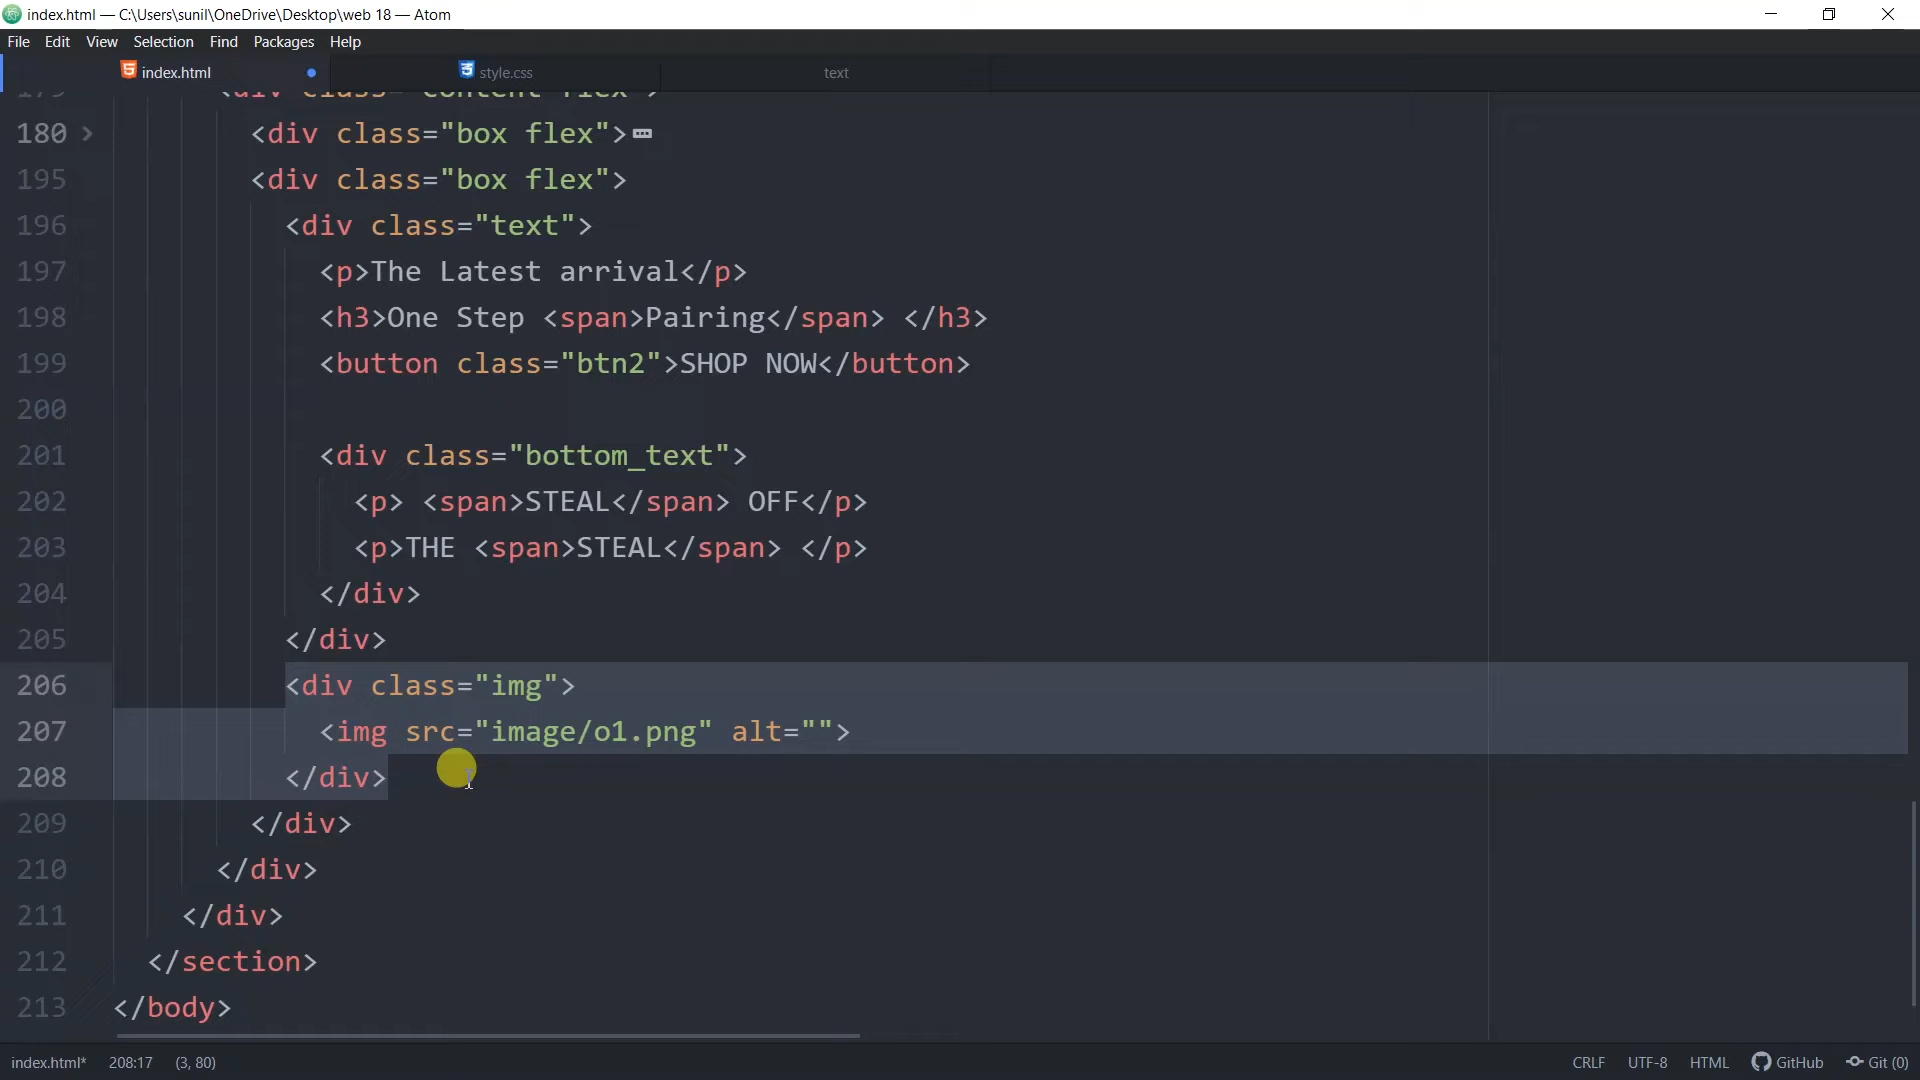 index.html — C:\Users\sunil\OneDrive\Desktop\web 18 — Atom
File Edit View Selection Find Packages Help
index.html style.css text
179 <div class="content flex">
180 <div class="box flex">
195 <div class="box flex">
196 <div class="text">
197 <p>The Latest arrival</p>
198 <h3>One Step <span>Pairing</span> </h3>
199 <button class="btn2">SHOP NOW</button>
200
201 <div class="bottom_text">
202 <p> <span>STEAL</span> OFF</p>
203 <p>THE <span>STEAL</span> </p>
204 </div>
205 </div>
206 <div class="img">
207 <img src="image/o1.png" alt="">
208 </div>
209 </div>
210 </div>
211 </div>
212 </section>
213 </body>
index.html* 208:17 (3, 80) CRLF UTF-8 HTML GitHub Git (0)